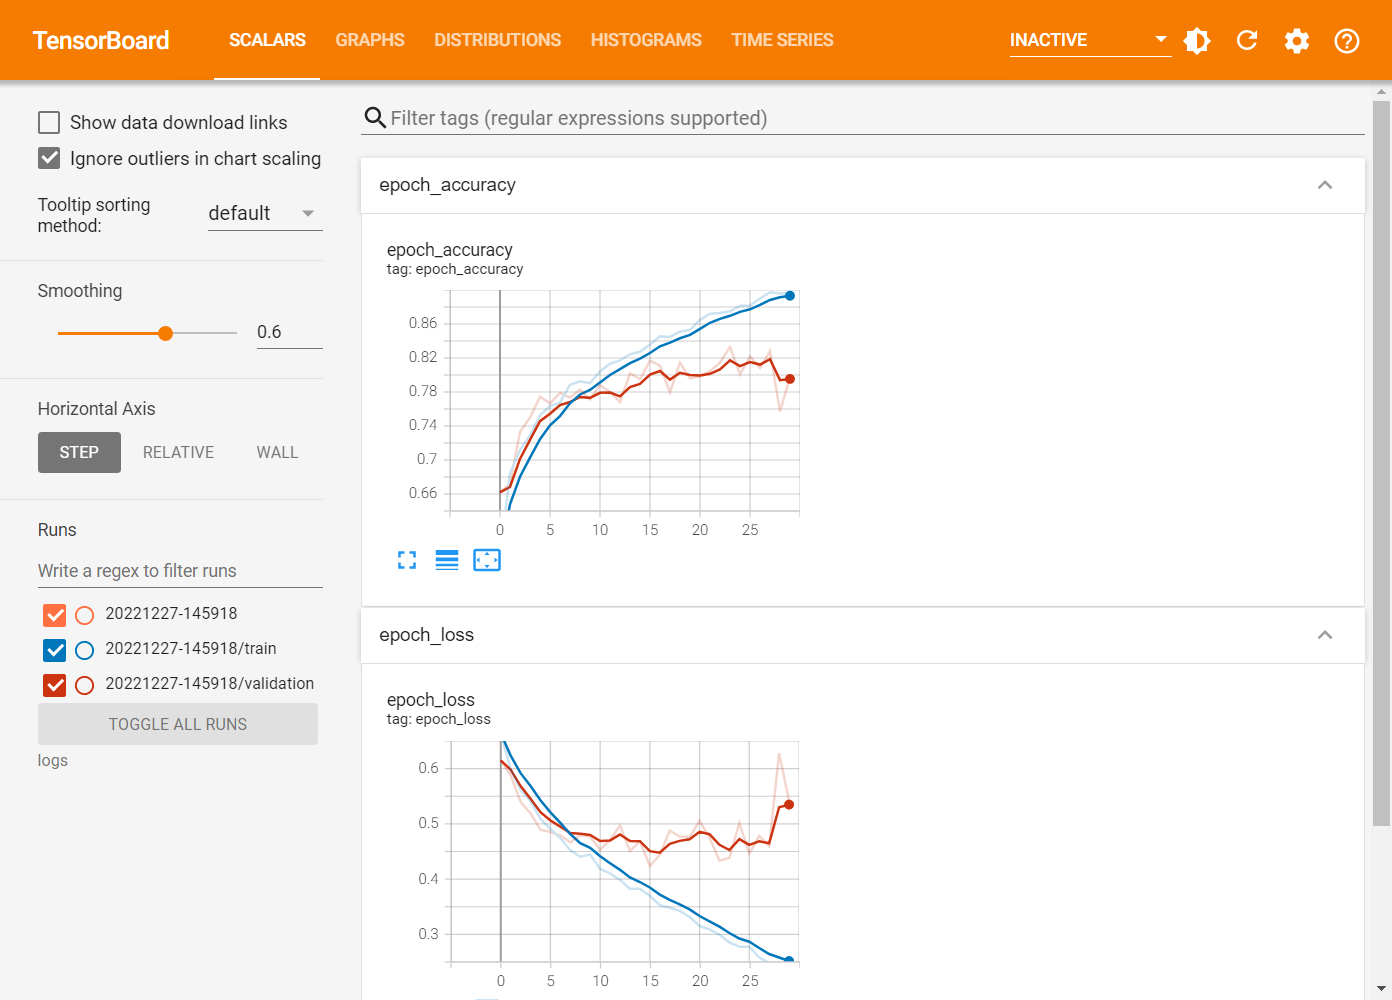 TensorBoard
SCALARS
GRAPHS
DISTRIBUTIONS
HISTOGRAMS
TIME SERIES
INACTIVE
Show data download links
Ignore outliers in chart scaling
Tooltip sorting
method:
default
Smoothing
0.6
Horizontal Axis
STEP
RELATIVE
WALL
Runs
Write a regex to filter runs
20221227-145918
20221227-145918/train
20221227-145918/validation
TOGGLE ALL RUNS
logs
Filter tags (regular expressions supported)
epoch_accuracy
epoch_accuracy
tag: epoch_accuracy
0.86
0.82
0.78
0.74
0.7
0.66
0 5 10 15 20 25
epoch_loss
epoch_loss
tag: epoch_loss
0.6
0.5
0.4
0.3
0 5 10 15 20 25